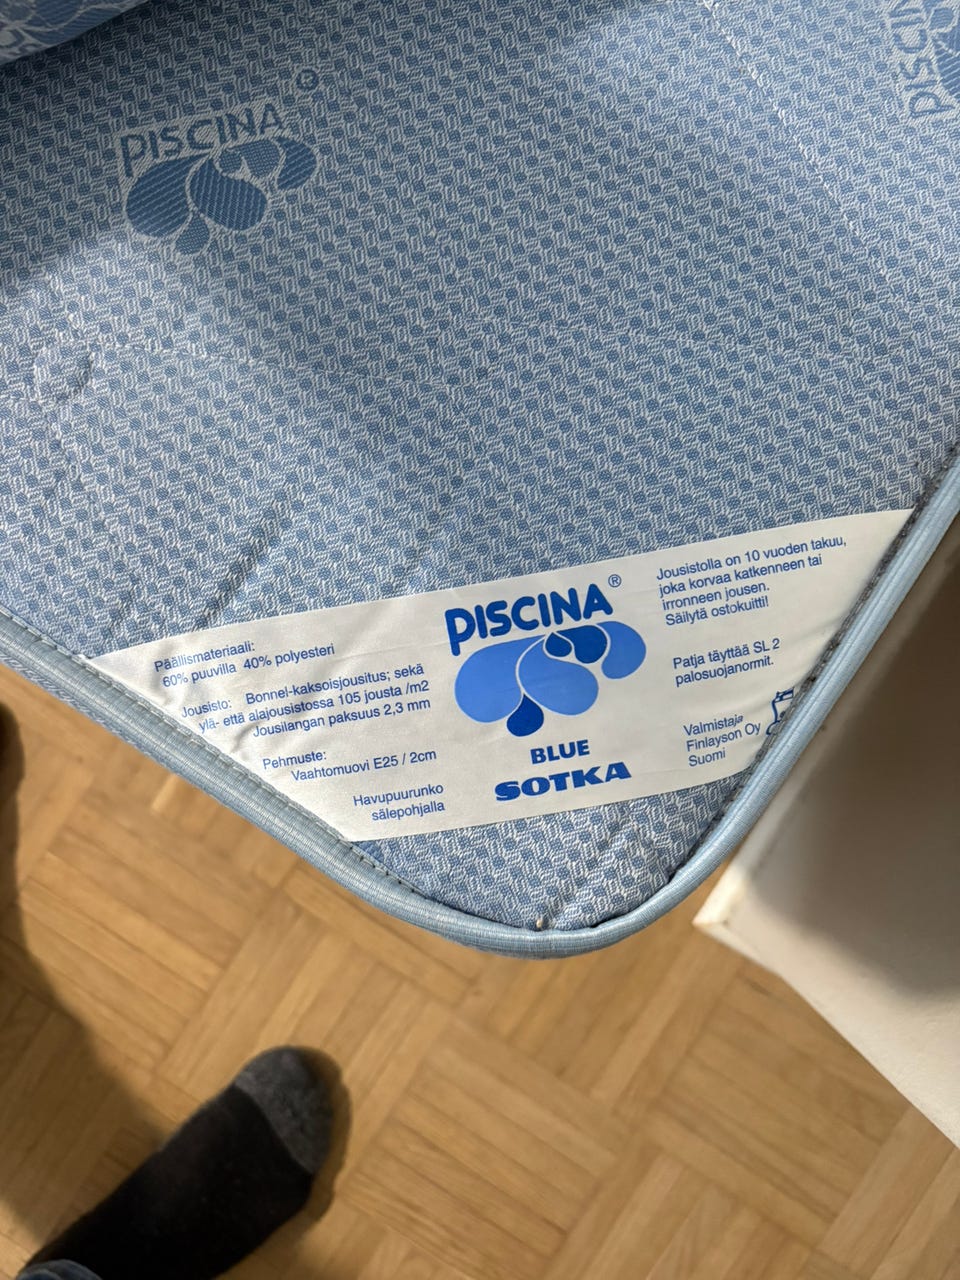 PISCINA ®
PISCINA
Päällismateriaali:
60% puuvilla 40% polyesteri
Jousisto: Bonnel-kaksoisjousitus; sekä
ylä- että alajousistossa 105 jousta /m2
Jousilangan paksuus 2,3 mm
Pehmuste:
Vaahtomuovi E25 / 2cm
Havupuurunko
sälepohjalla
PISCINA ®
BLUE
SOTKA
Jousistolla on 10 vuoden takuu,
joka korvaa katkenneen tai
irronneen jousen.
Säilytä ostokuitti!
Patja täyttää SL 2
palosuojanormit.
Valmistaja
Finlayson Oy
Suomi